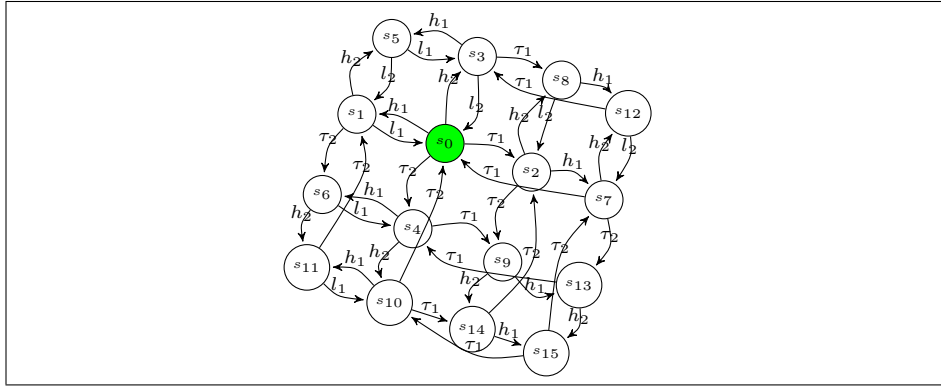 s5 h1 s3 τ1 s8 h1 s12
l1
h2 l2 h2 l2 τ1 h2 l2
s1 h1 s0 τ1 s2 h1 s7 h2 l2
l1 τ1
τ2 τ2 τ2 τ2 τ2
s6 h1 s4 τ1 s9 τ2 s13
l1 τ2 τ1 τ2
h2 h2 h2 h1 h2
s11 h1 s10 τ1 s14 h1 s15
l1 τ1